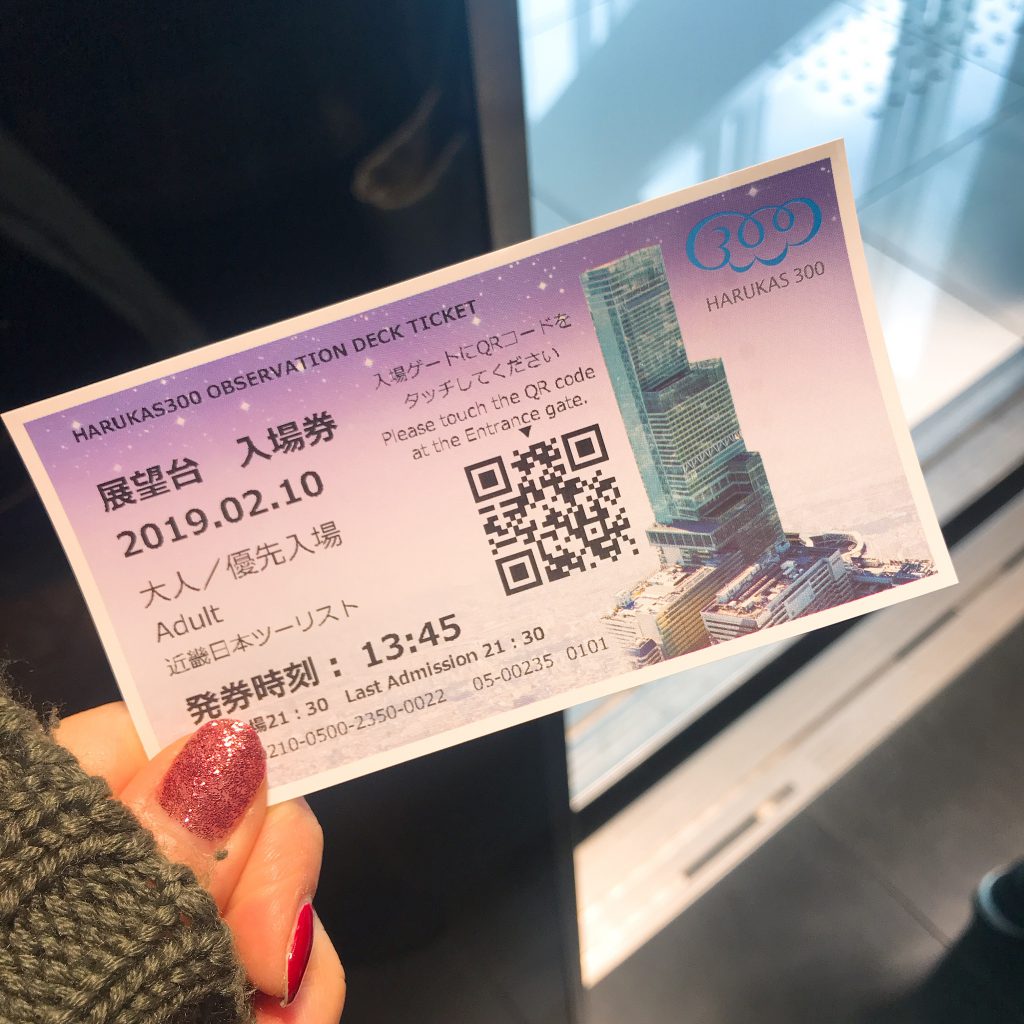 HARUKAS300 OBSERVATION DECK TICKET
展望台 入場券
2019.02.10
大人／優先入場
Adult
近畿日本ツーリスト
発券時刻： 13:45
場21：30 Last Admission 21：30
0210-0500-2350-0022 05-00235 0101
入場ゲートにQRコードを
タッチしてください
Please touch the QR code
at the Entrance gate.
300
HARUKAS 300